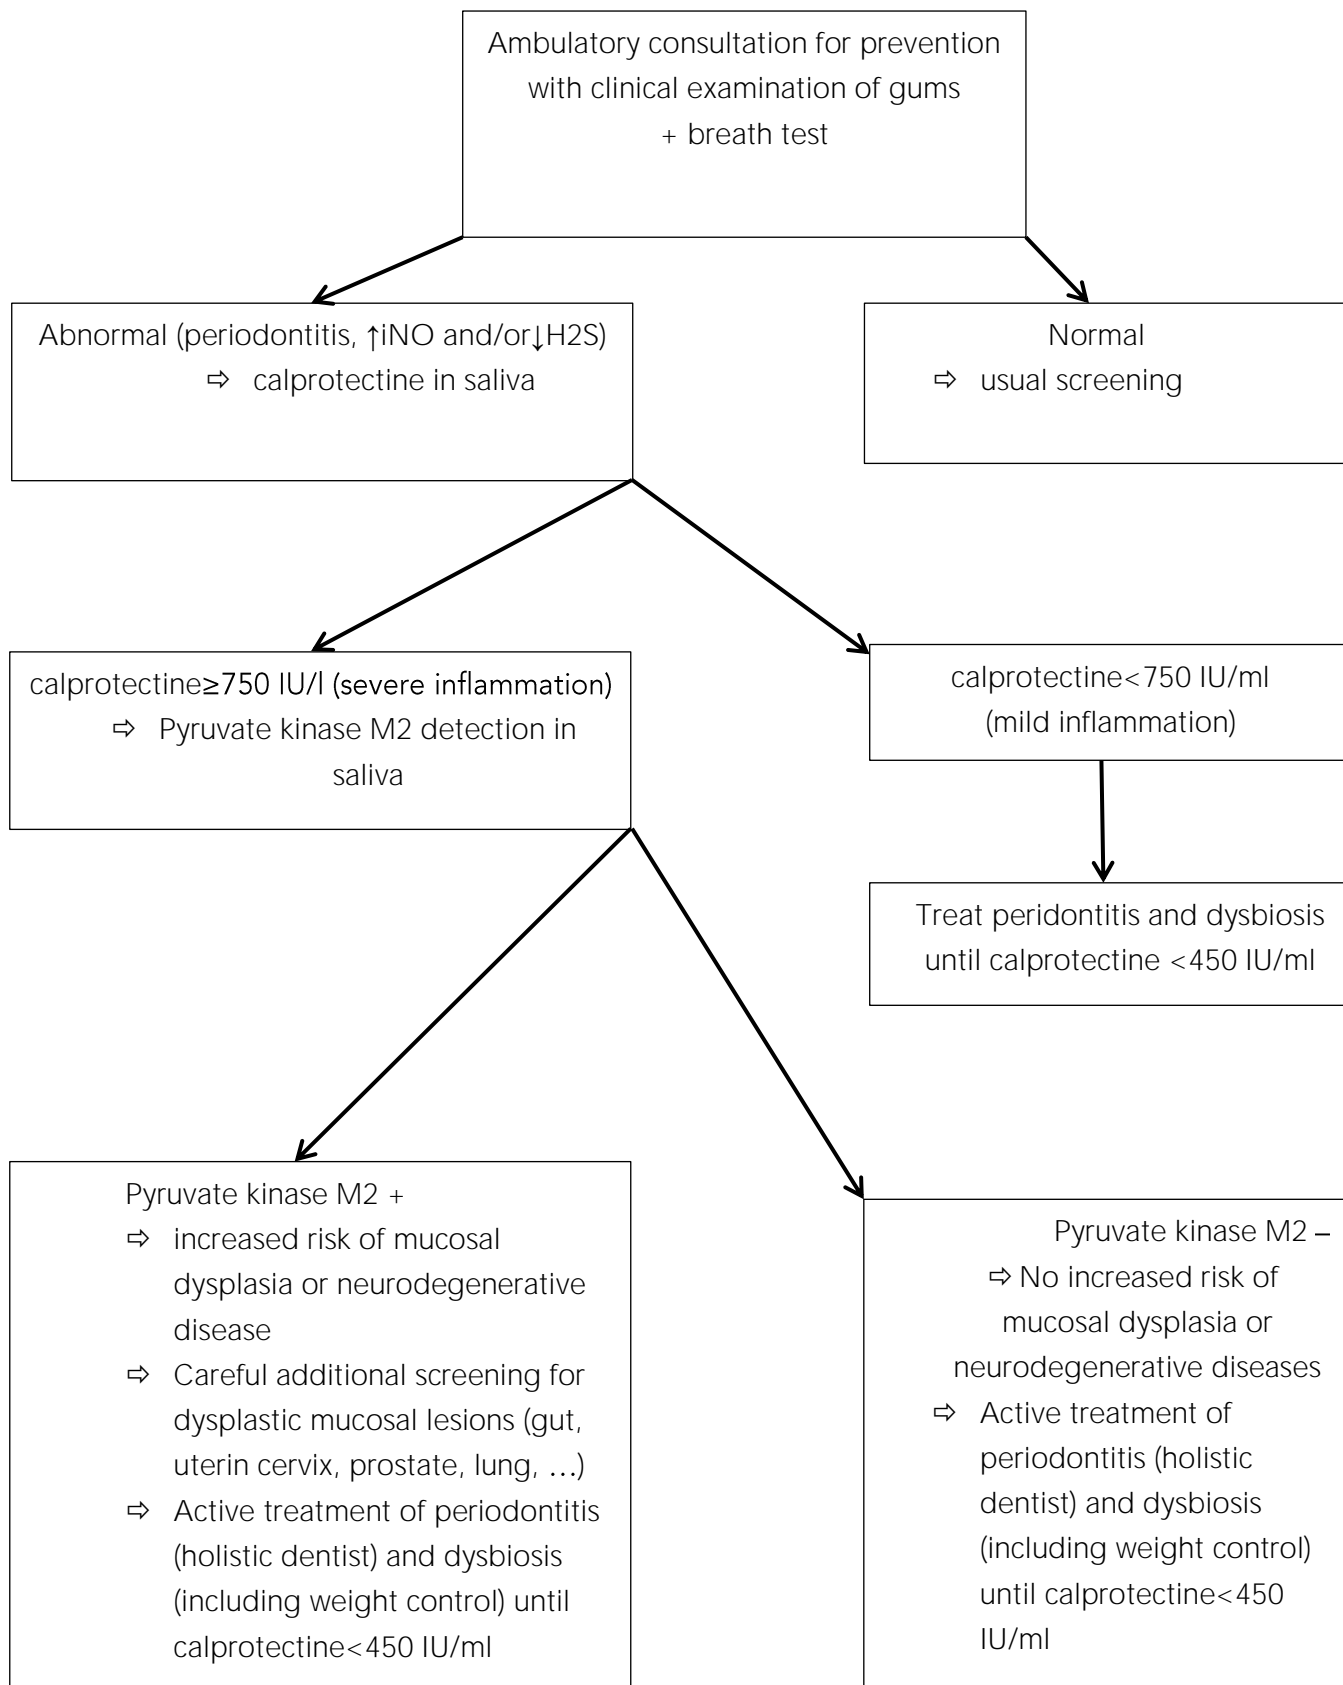 Ambulatory consultation for prevention
with clinical examination of gums
+ breath test
Abnormal (periodontitis, ↑iNO and/or↓H2S)
⇨ calprotectine in saliva
Normal
⇨ usual screening
calprotectine≥750 IU/l (severe inflammation)
⇨ Pyruvate kinase M2 detection in
saliva
calprotectine<750 IU/ml
(mild inflammation)
Treat peridontitis and dysbiosis
until calprotectine <450 IU/ml
Pyruvate kinase M2 +
⇨ increased risk of mucosal
dysplasia or neurodegenerative
disease
⇨ Careful additional screening for
dysplastic mucosal lesions (gut,
uterin cervix, prostate, lung, …)
⇨ Active treatment of periodontitis
(holistic dentist) and dysbiosis
(including weight control) until
calprotectine<450 IU/ml
Pyruvate kinase M2 –
⇨ No increased risk of
mucosal dysplasia or
neurodegenerative diseases
⇨ Active treatment of
periodontitis (holistic
dentist) and dysbiosis
(including weight control)
until calprotectine<450
IU/ml